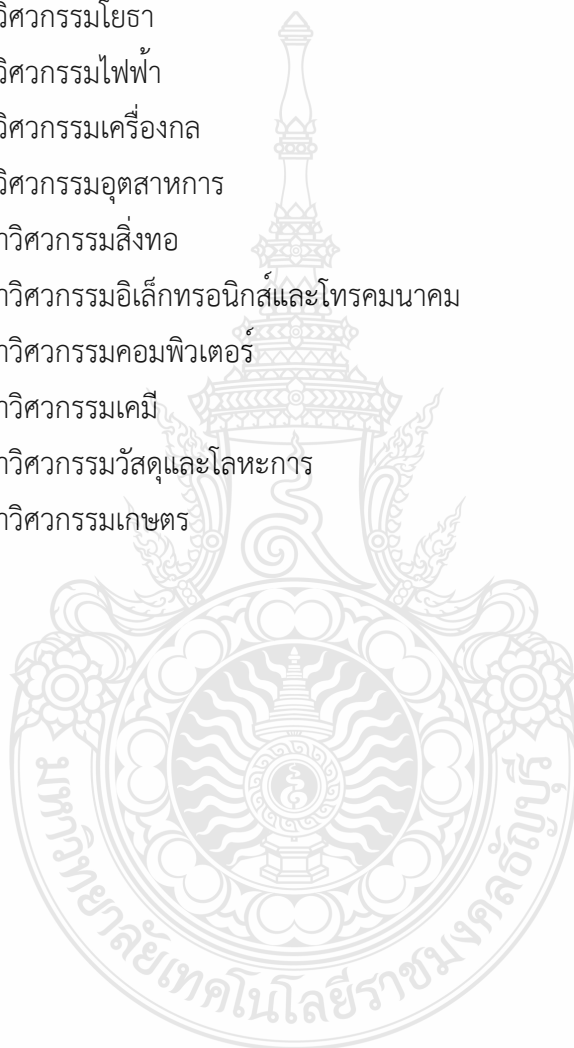 วิศวกรรมโยธา
วิศวกรรมไฟฟ้า
วิศวกรรมเครื่องกล
วิศวกรรมอุตสาหการ
าวิศวกรรมสิ่งทอ
าวิศวกรรมอิเล็กทรอนิกส์และโทรคมนาคม
าวิศวกรรมคอมพิวเตอร์
าวิศวกรรมเคมี
าวิศวกรรมวัสดุและโลหะการ
าวิศวกรรมเกษตร
มหาวิทยาลัยเทคโนโลยีราชมงคลธัญบุรี